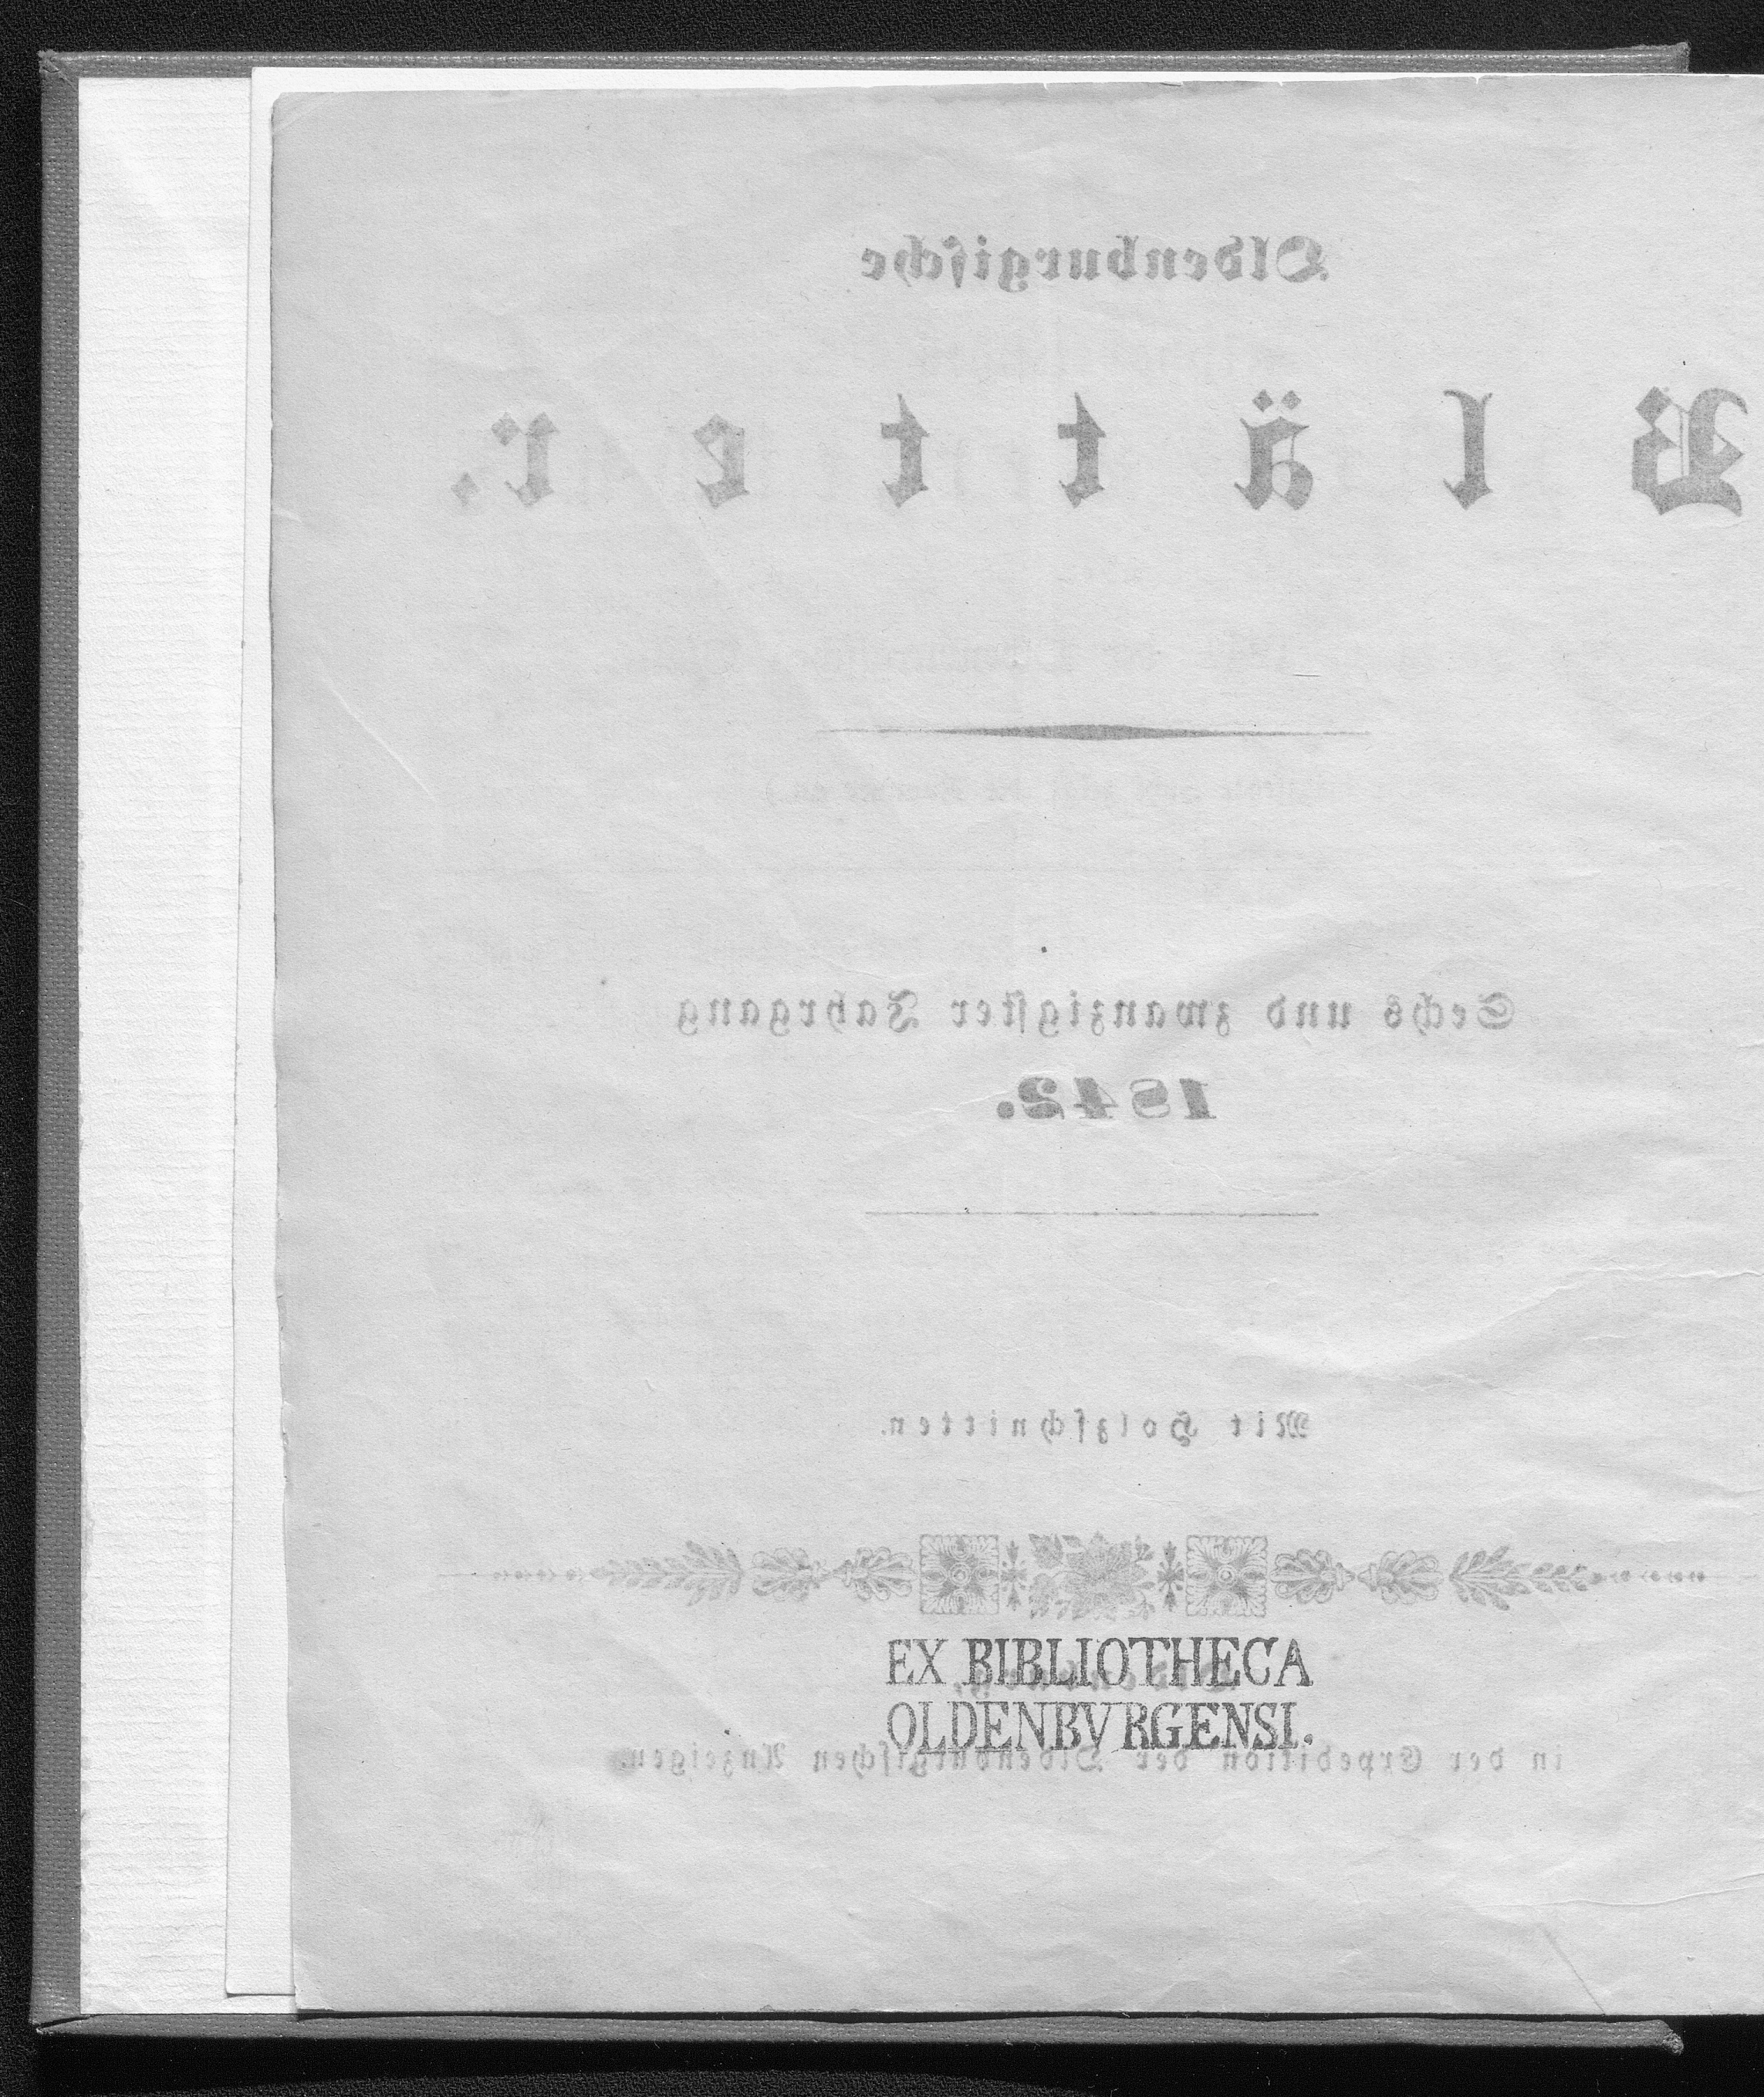 Oldenburgische
Blätter.
Sechs und zwanzigster Jahrgang
1842.
Mit Holzschnitten.
EX BIBLIOTHECA
OLDENBVRGENSI.
in der Expedition der Oldenburgischen Anzeigen.